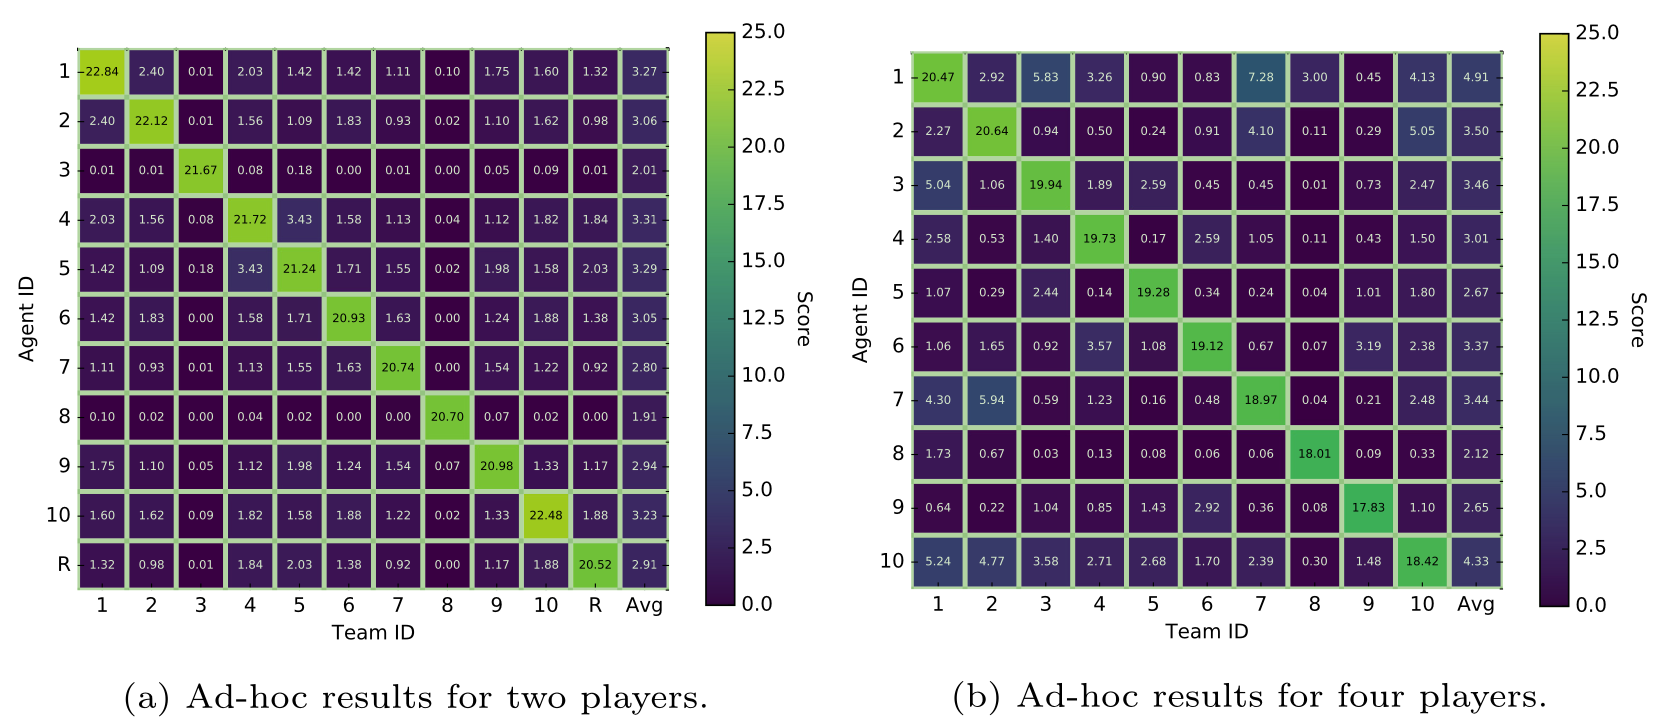 25.0
1 22.84 2.40 0.01 2.03 1.42 1.42 1.11 0.10 1.75 1.60 1.32 3.27
22.5
2 2.40 22.12 0.01 1.56 1.09 1.83 0.93 0.02 1.10 1.62 0.98 3.06
20.0
3 0.01 0.01 21.67 0.08 0.18 0.00 0.01 0.00 0.05 0.09 0.01 2.01
17.5
4 2.03 1.56 0.08 21.72 3.43 1.58 1.13 0.04 1.12 1.82 1.84 3.31
15.0
5 1.42 1.09 0.18 3.43 21.24 1.71 1.55 0.02 1.98 1.58 2.03 3.29
12.5
6 1.42 1.83 0.00 1.58 1.71 20.93 1.63 0.00 1.24 1.88 1.38 3.05
10.0
7 1.11 0.93 0.01 1.13 1.55 1.63 20.74 0.00 1.54 1.22 0.92 2.80
7.5
8 0.10 0.02 0.00 0.04 0.02 0.00 0.00 20.70 0.07 0.02 0.00 1.91
5.0
9 1.75 1.10 0.05 1.12 1.98 1.24 1.54 0.07 20.98 1.33 1.17 2.94
2.5
10 1.60 1.62 0.09 1.82 1.58 1.88 1.22 0.02 1.33 22.48 1.88 3.23
0.0
R 1.32 0.98 0.01 1.84 2.03 1.38 0.92 0.00 1.17 1.88 20.52 2.91
1 2 3 4 5 6 7 8 9 10 R Avg
Team ID
Agent ID
Score
(a) Ad-hoc results for two players.
25.0
1 20.47 2.92 5.83 3.26 0.90 0.83 7.28 3.00 0.45 4.13 4.91
22.5
2 2.27 20.64 0.94 0.50 0.24 0.91 4.10 0.11 0.29 5.05 3.50
20.0
3 5.04 1.06 19.94 1.89 2.59 0.45 0.45 0.01 0.73 2.47 3.46
17.5
4 2.58 0.53 1.40 19.73 0.17 2.59 1.05 0.11 0.43 1.50 3.01
15.0
5 1.07 0.29 2.44 0.14 19.28 0.34 0.24 0.04 1.01 1.80 2.67
12.5
6 1.06 1.65 0.92 3.57 1.08 19.12 0.67 0.07 3.19 2.38 3.37
10.0
7 4.30 5.94 0.59 1.23 0.16 0.48 18.97 0.04 0.21 2.48 3.44
7.5
8 1.73 0.67 0.03 0.13 0.08 0.06 0.06 18.01 0.09 0.33 2.12
5.0
9 0.64 0.22 1.04 0.85 1.43 2.92 0.36 0.08 17.83 1.10 2.65
2.5
10 5.24 4.77 3.58 2.71 2.68 1.70 2.39 0.30 1.48 18.42 4.33
0.0
1 2 3 4 5 6 7 8 9 10 Avg
Team ID
Agent ID
Score
(b) Ad-hoc results for four players.